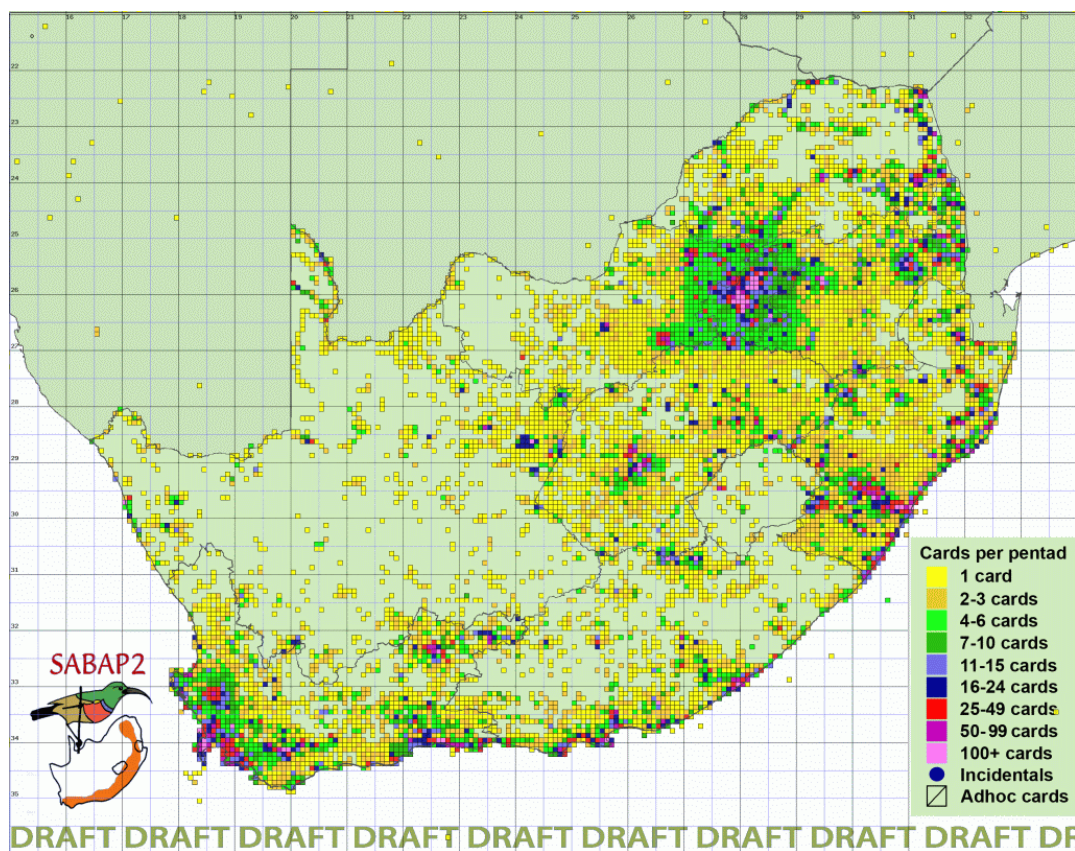 16 17 18 19 20 21 22 23 24 25 26 27 28 29 30 31 32 33
22
23
24
25
26
27
28
29
30
31
32
33
34
35
SABAP2
Cards per pentad
1 card
2-3 cards
4-6 cards
7-10 cards
11-15 cards
16-24 cards
25-49 cards
50-99 cards
100+ cards
Incidentals
Adhoc cards
DRAFT DRAFT DRAFT DRAFT DRAFT DRAFT DRAFT DR